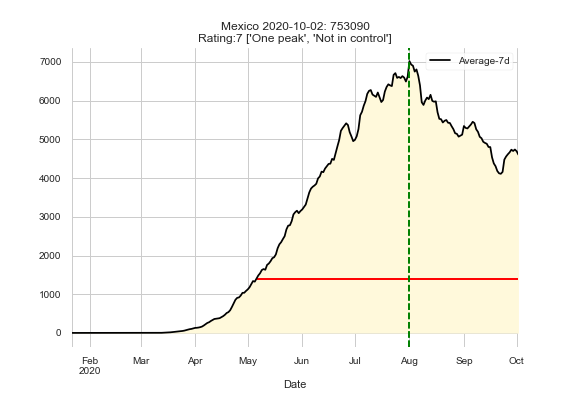 Mexico 2020-10-02: 753090
Rating:7 ['One peak', 'Not in control']
Average-7d
7000
6000
5000
4000
3000
2000
1000
0
Feb Mar Apr May Jun Jul Aug Sep Oct
2020
Date